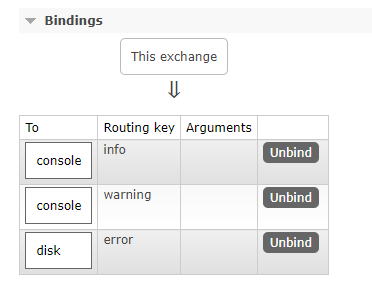 Bindings
This exchange
⇓
To Routing key Arguments
console info Unbind
console warning Unbind
disk error Unbind